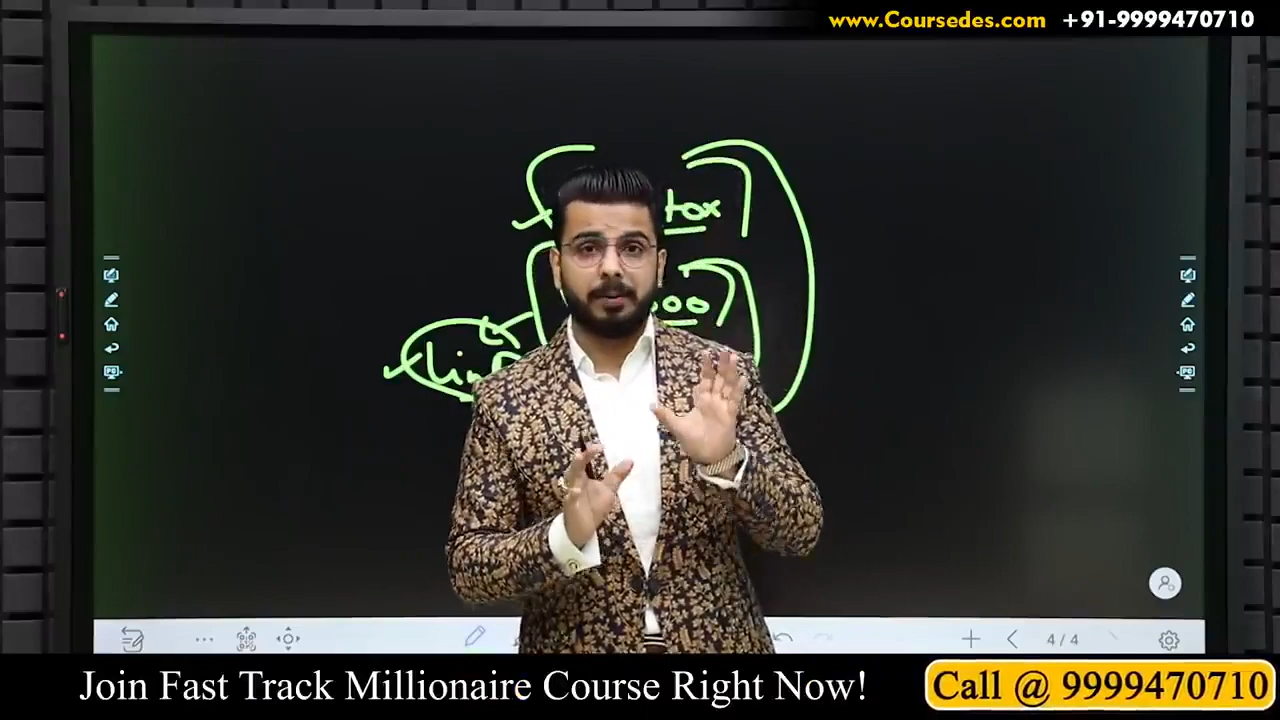 www.Coursedes.com +91-9999470710
tax
4/4
Join Fast Track Millionaire Course Right Now!
Call @ 9999470710